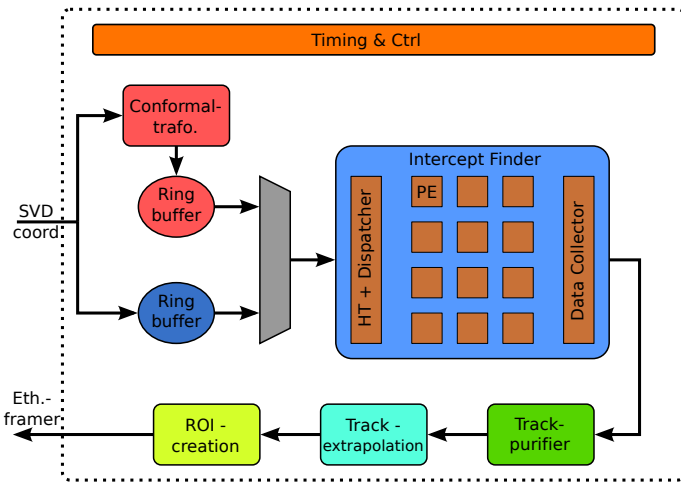 Timing & Ctrl
Conformal-
trafo.
Ring
buffer
SVD
coord
Ring
buffer
Intercept Finder
HT + Dispatcher
PE
Data Collector
Eth.-
framer
ROI -
creation
Track -
extrapolation
Track-
purifier